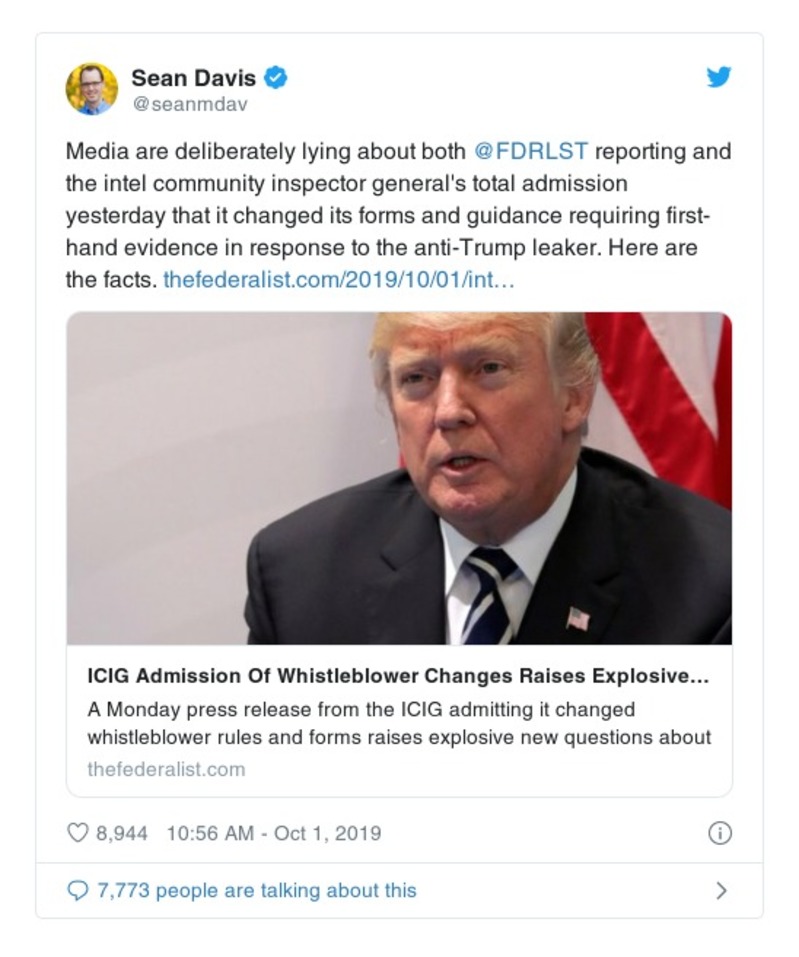 Sean Davis
@seanmdav
Media are deliberately lying about both @FDRLST reporting and
the intel community inspector general's total admission
yesterday that it changed its forms and guidance requiring first-
hand evidence in response to the anti-Trump leaker. Here are
the facts. thefederalist.com/2019/10/01/int…
ICIG Admission Of Whistleblower Changes Raises Explosive...
A Monday press release from the ICIG admitting it changed
whistleblower rules and forms raises explosive new questions about
thefederalist.com
8,944 10:56 AM - Oct 1, 2019
7,773 people are talking about this